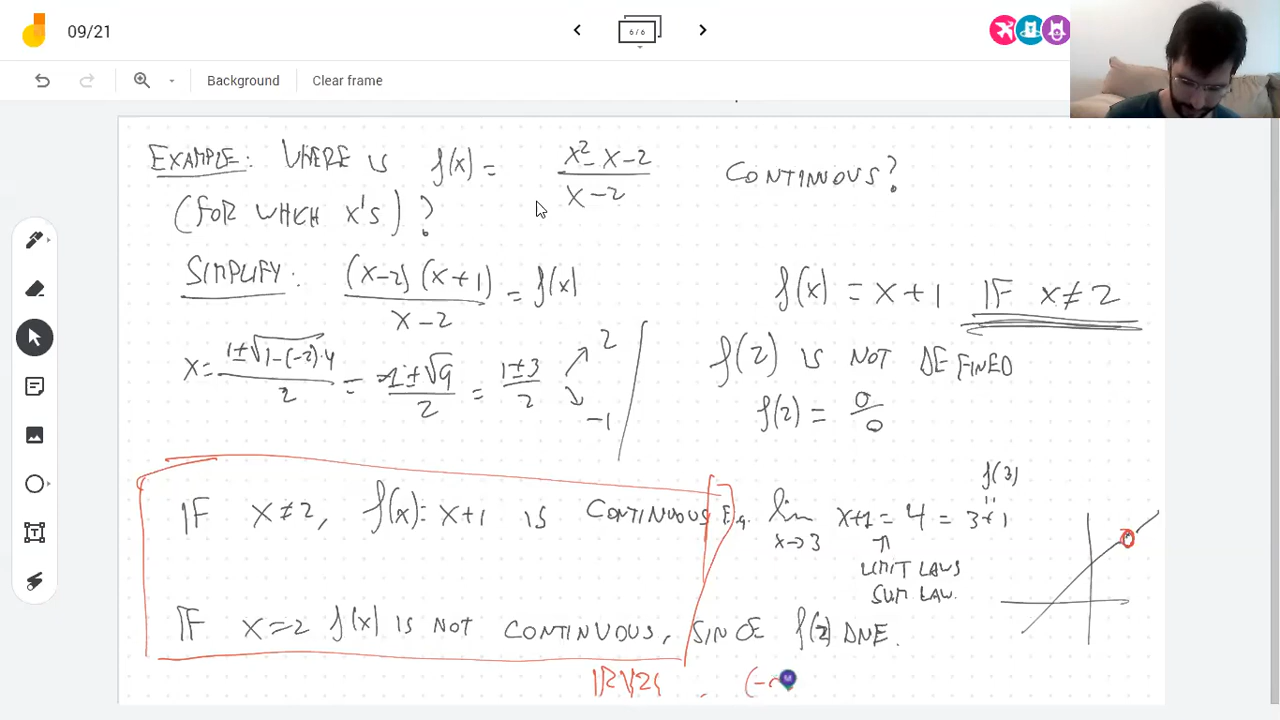 09/21
6/6
Background
Clear frame
EXAMPLE: WHERE IS f(x) = x²-x-2 / x-2 CONTINUOUS?
(FOR WHICH X'S)?
SIMPLIFY: (x-2)(x+1) / x-2 = f(x)
f(x) = x+1 IF x≠2
x = 1±√1-(-2)·4 / 2 = 1±√9 / 2 = 1±3 / 2
2
-1
f(2) IS NOT DEFINED
f(2) = 0/0
IF x≠2, f(x) = x+1 IS CONTINUOUS E.g. lim x→3 x+1 = 4 = 3+1
f(3)
LIMIT LAWS
SUM LAW.
IF x=2 f(x) IS NOT CONTINUOUS, SINCE f(2) DNE.
M